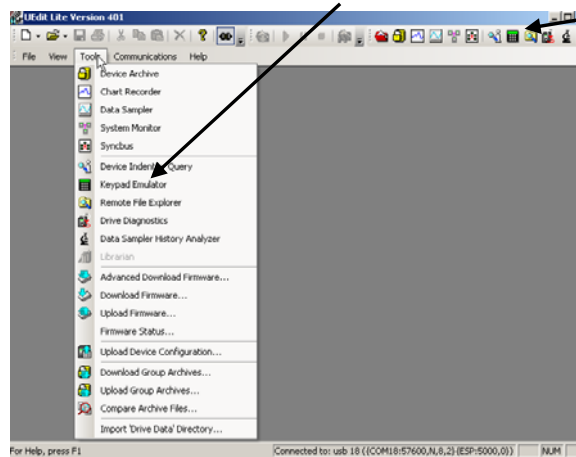 UEdit Lite Version 401
File View Tools Communications Help
Device Archive
Chart Recorder
Data Sampler
System Monitor
Syncbus
Device Indentity Query
Keypad Emulator
Remote File Explorer
Drive Diagnostics
Data Sampler History Analyzer
Librarian
Advanced Download Firmware...
Download Firmware...
Upload Firmware...
Firmware Status...
Upload Device Configuration...
Download Group Archives...
Upload Group Archives...
Compare Archive Files...
Import 'Drive Data' Directory...
For Help, press F1 Connected to: usb 18 ({COM18:57600,N,8,2}{ESP:5000,0}) NUM